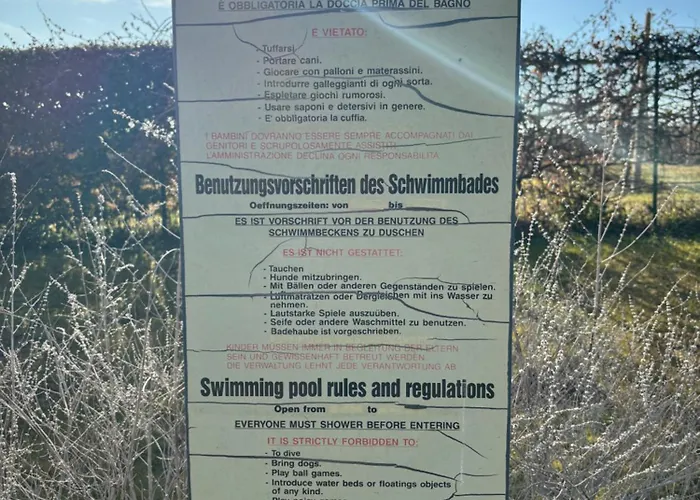 E OBBLIGATORIA LA DOCCIA PRIMA DEL BAGNO
E VIETATO:
- Tuffarsi
- Portare cani.
- Giocare con palloni e materassini.
- Introdurre galleggianti di ogni sorta.
- Espletare giochi rumorosi.
- Usare saponi e detersivi in genere.
- E' obbligatoria la cuffia.
I BAMBINI DOVRANNO ESSERE SEMPRE ACCOMPAGNATI DAI
GENITORI E SCRUPOLOSAMENTE ASSISTITI
L'AMMINISTRAZIONE DECLINA OGNI RESPONSABILITA
Benutzungsvorschriften des Schwimmbades
Oeffnungszeiten: von bis
ES IST VORSCHRIFT VOR DER BENUTZUNG DES
SCHWIMMBECKENS ZU DUSCHEN
ES IST NICHT GESTATTET:
- Tauchen
- Hunde mitzubringen.
- Mit Bällen oder anderen Gegenständen zu spielen.
- Luftmatratzen oder Dergleichen mit ins Wasser zu
nehmen.
- Lautstarke Spiele auszuüben.
- Seife oder andere Waschmittel zu benutzen.
- Badehaube ist vorgeschrieben.
KINDER MÜSSEN IMMER IN BEGLEITUNG DER ELTERN
SEIN UND GEWISSENHAFT BETREUT WERDEN
DIE VERWALTUNG LEHNT JEDE VERANTWORTUNG AB
Swimming pool rules and regulations
Open from to
EVERYONE MUST SHOWER BEFORE ENTERING
IT IS STRICTLY FORBIDDEN TO:
- To dive
- Bring dogs.
- Play ball games.
- Introduce water beds or floatings objects
of any kind.
- Play noisy games